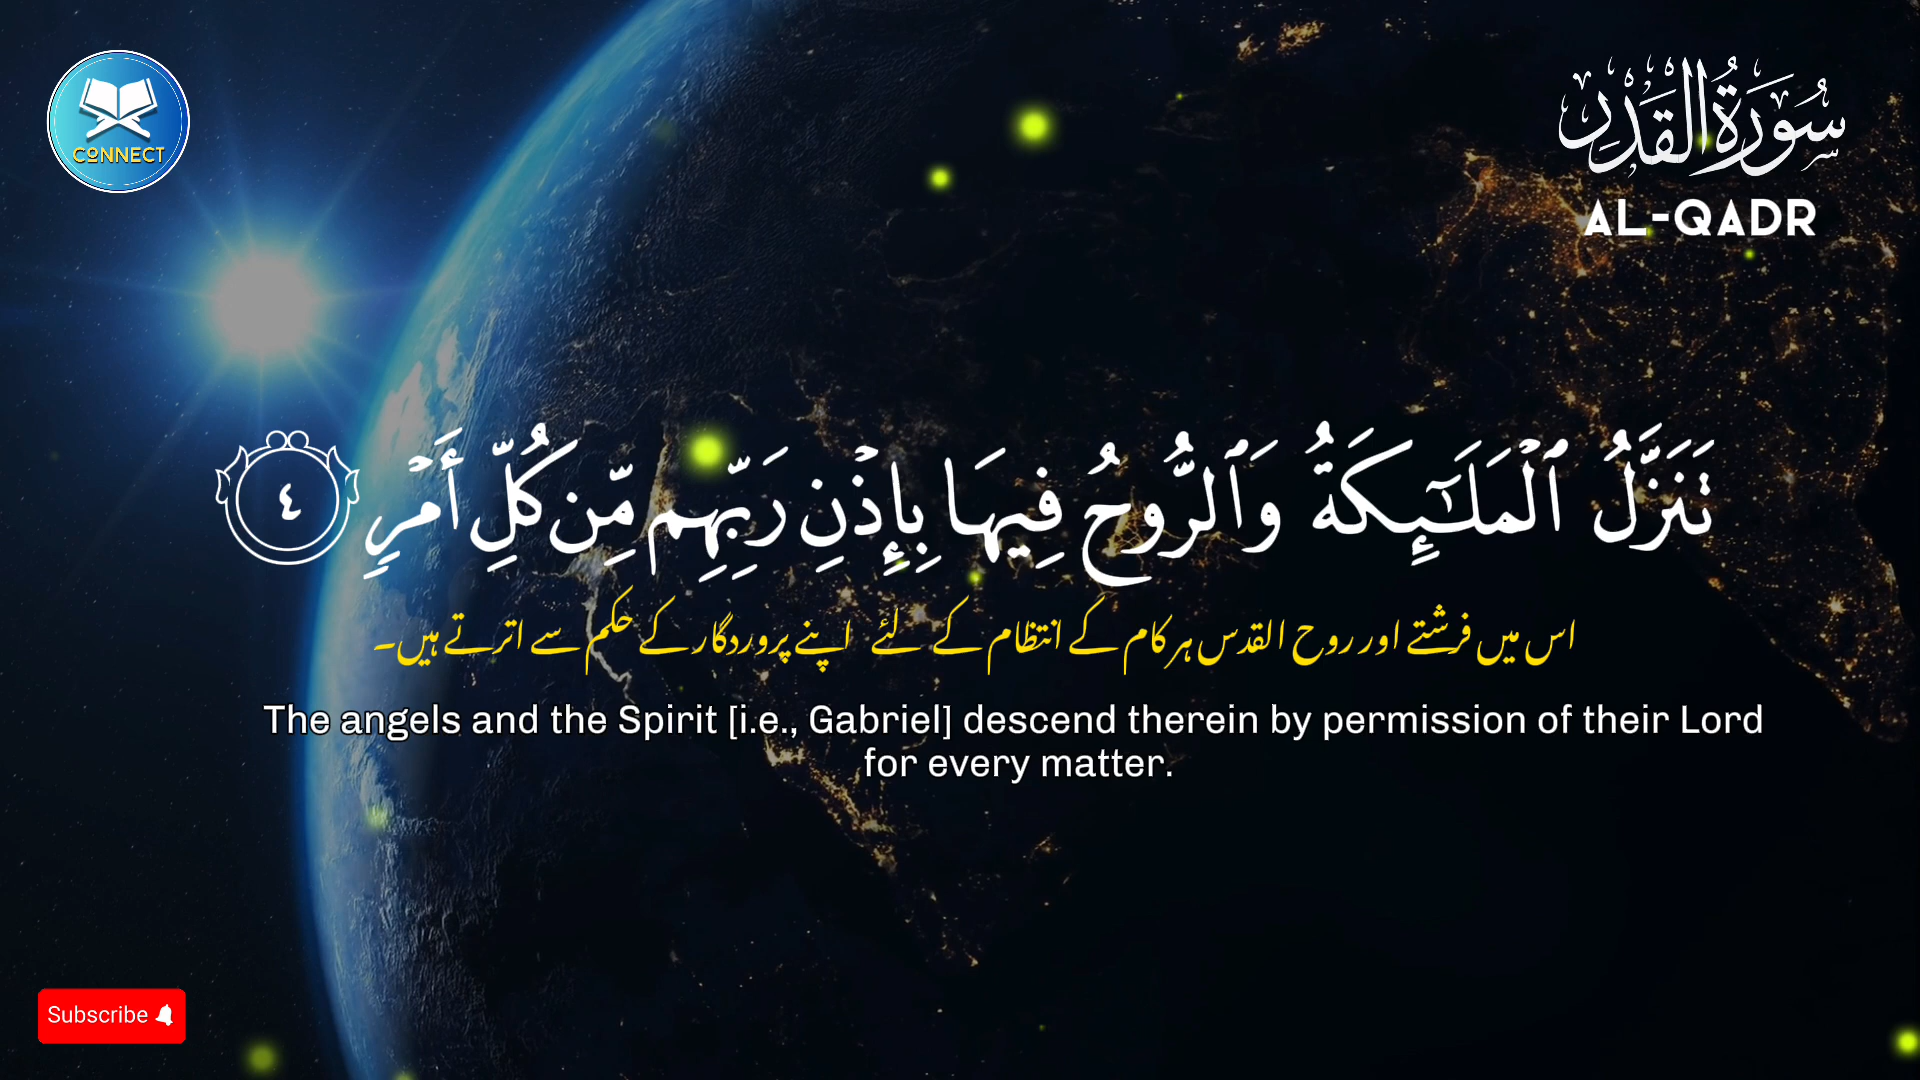 CONNECT
سُورَةُ القَدْرِ
AL-QADR
تَنَزَّلُ ٱلْمَلَـٰٓئِكَةُ وَٱلرُّوحُ فِيهَا بِإِذْنِ رَبِّهِم مِّن كُلِّ أَمْرٍ ٤
اس میں فرشتے اور روح القدس ہر کام کے انتظام کے لئے اپنے پروردگار کے حکم سے اترتے ہیں۔
The angels and the Spirit [i.e., Gabriel] descend therein by permission of their Lord
for every matter.
Subscribe